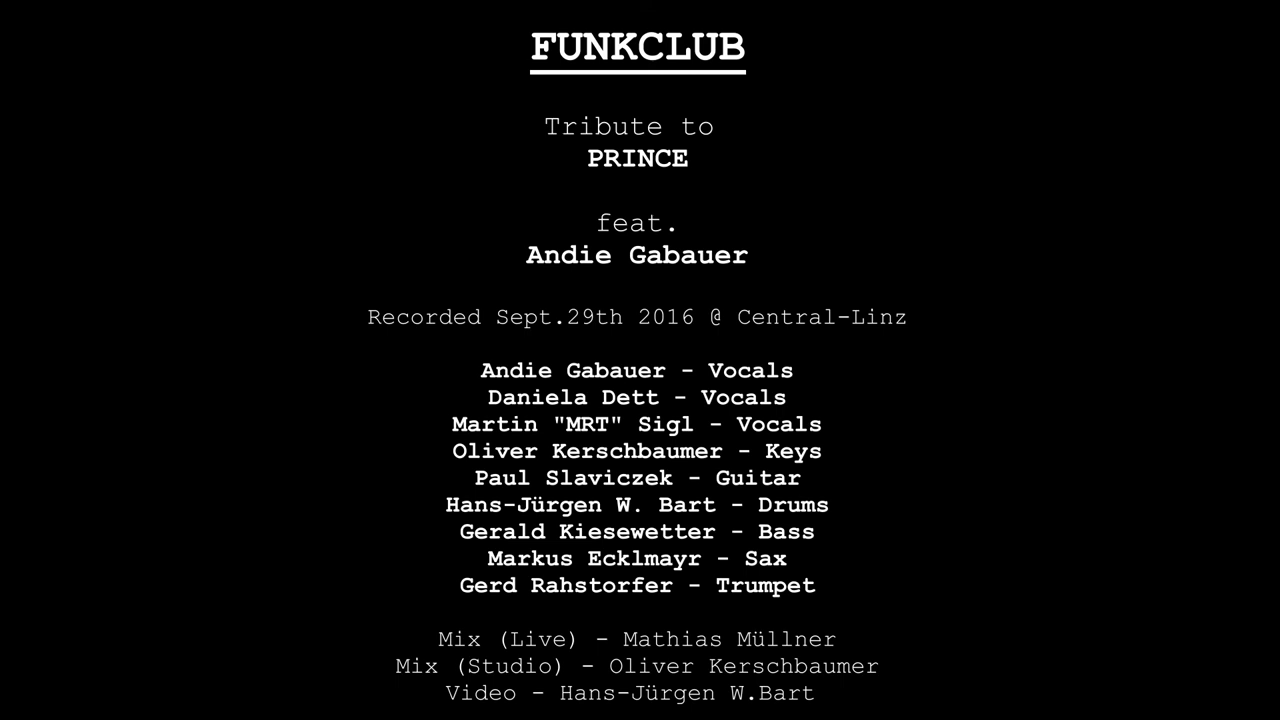 FUNKCLUB
Tribute to
PRINCE
feat.
Andie Gabauer
Recorded Sept.29th 2016 @ Central-Linz
Andie Gabauer - Vocals
Daniela Dett - Vocals
Martin "MRT" Sigl - Vocals
Oliver Kerschbaumer - Keys
Paul Slaviczek - Guitar
Hans-Jürgen W. Bart - Drums
Gerald Kiesewetter - Bass
Markus Ecklmayr - Sax
Gerd Rahstorfer - Trumpet
Mix (Live) - Mathias Müllner
Mix (Studio) - Oliver Kerschbaumer
Video - Hans-Jürgen W.Bart